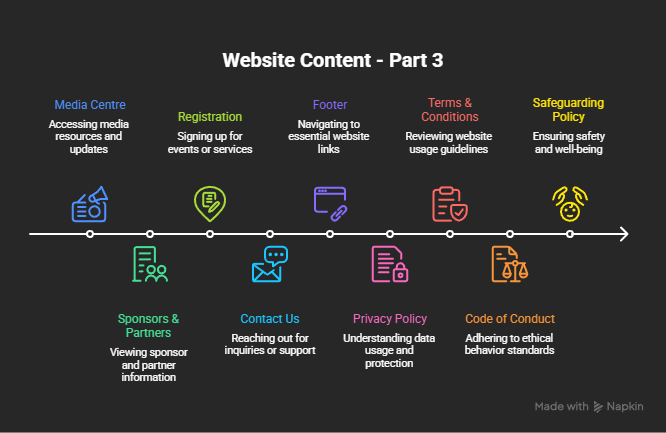 Website Content - Part 3
Media Centre
Accessing media
resources and
updates
Registration
Signing up for
events or services
Footer
Navigating to
essential website
links
Terms &
Conditions
Reviewing website
usage guidelines
Safeguarding
Policy
Ensuring safety
and well-being
Sponsors &
Partners
Viewing sponsor
and partner
information
Contact Us
Reaching out for
inquiries or support
Privacy Policy
Understanding data
usage and
protection
Code of Conduct
Adhering to ethical
behavior standards
Made with Napkin